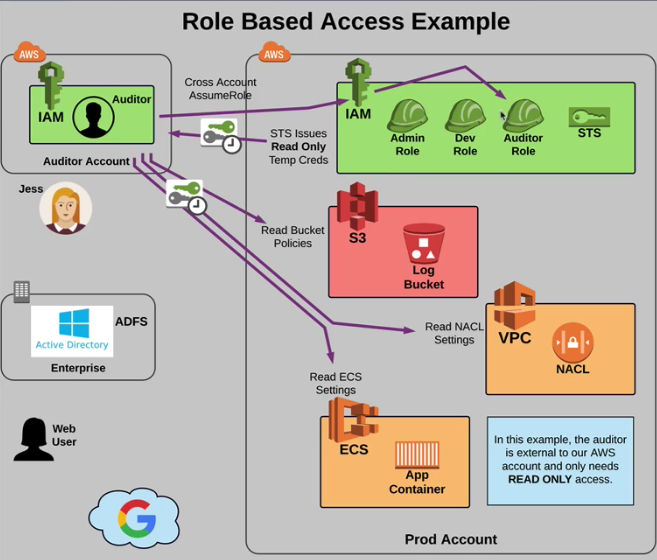 Role Based Access Example
AWS
IAM
Auditor
Auditor Account
Cross Account
AssumeRole
STS Issues
Read Only
Temp Creds
AWS
IAM
Admin
Role
Dev
Role
Auditor
Role
STS
Jess
Read Bucket
Policies
S3
Log
Bucket
Active Directory
ADFS
Enterprise
Read NACL
Settings
VPC
NACL
Read ECS
Settings
ECS
App
Container
Web
User
G
In this example, the auditor
is external to our AWS
account and only needs
READ ONLY access.
Prod Account